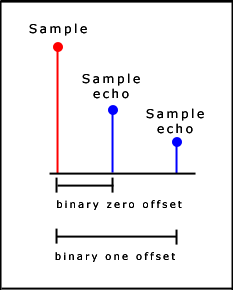 Sample
Sample
echo
Sample
echo
binary zero offset
binary one offset